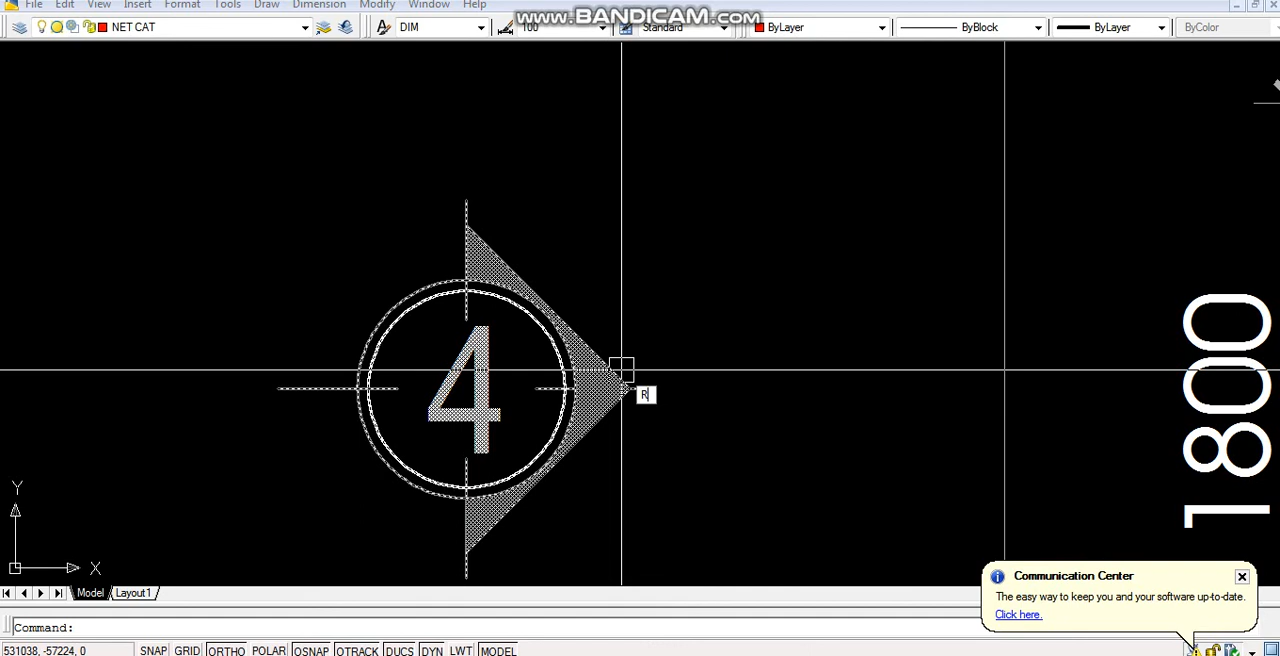 File Edit View Insert Format Tools Draw Dimension Modify Window Help
www.BANDICAM.com
NET CAT DIM 100 Standard ByLayer ByBlock ByLayer ByColor
4
R
1800
Y
X
Communication Center
The easy way to keep you and your software up-to-date.
Click here.
Model Layout1
Command:
531038, -57224, 0 SNAP GRID ORTHO POLAR OSNAP OTRACK DUCS DYN LWT MODEL